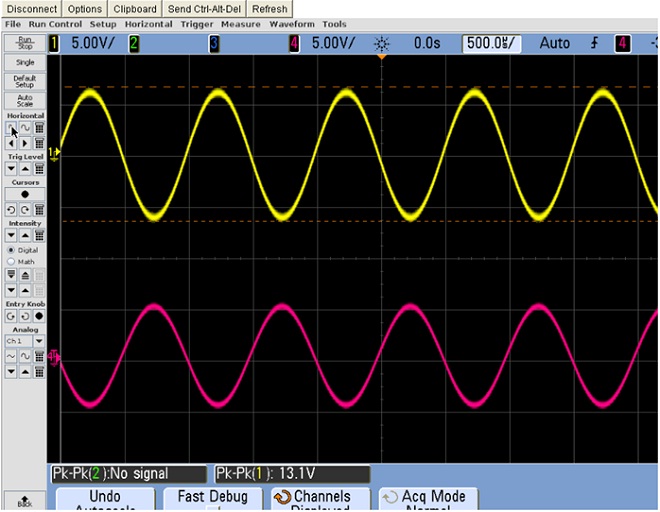 Disconnect Options Clipboard Send Ctrl-Alt-Del Refresh
File Run Control Setup Horizontal Trigger Measure Waveform Tools
Run
Stop
1 5.00V/ 2 3 4 5.00V/ 0.0s 500.0 / Auto 4
Single
Default
Setup
Auto
Scale
Horizontal
Trig Level
Cursors
Intensity
Digital
Math
Entry Knob
Analog
Ch 1
Back
Pk-Pk(2):No signal Pk-Pk(1): 13.1V
Undo Fast Debug Channels Acq Mode
Autoscale Displayed Normal